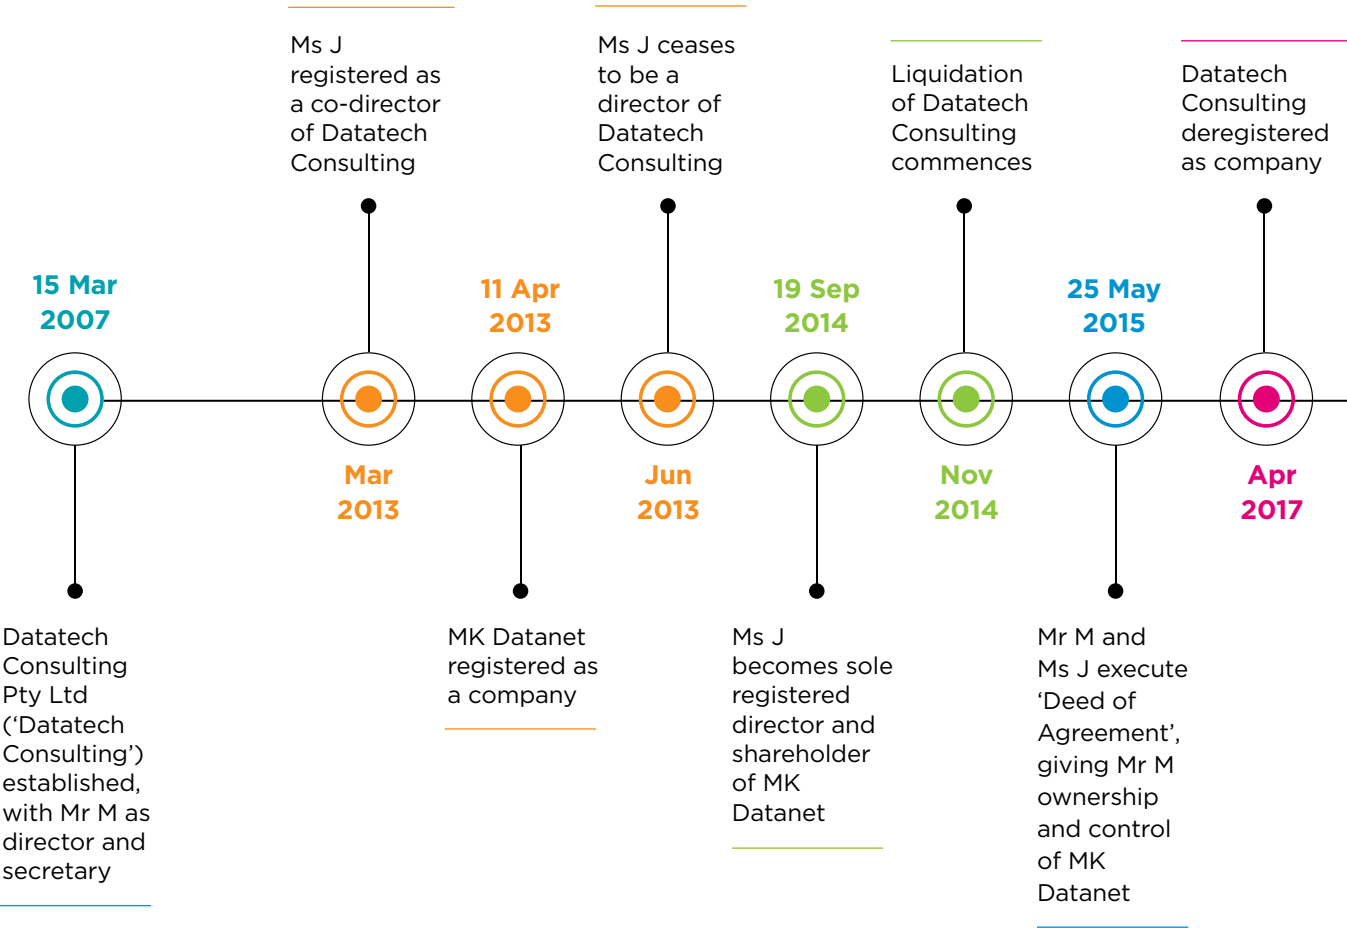 15 Mar
2007
Datatech
Consulting
Pty Ltd
(‘Datatech
Consulting’)
established,
with Mr M as
director and
secretary
Ms J
registered as
a co-director
of Datatech
Consulting
Mar
2013
11 Apr
2013
MK Datanet
registered as
a company
Ms J ceases
to be a
director of
Datatech
Consulting
Jun
2013
19 Sep
2014
Ms J
becomes sole
registered
director and
shareholder
of MK
Datanet
Liquidation
of Datatech
Consulting
commences
Nov
2014
25 May
2015
Mr M and
Ms J execute
‘Deed of
Agreement’,
giving Mr M
ownership
and control
of MK
Datanet
Datatech
Consulting
deregistered
as company
Apr
2017